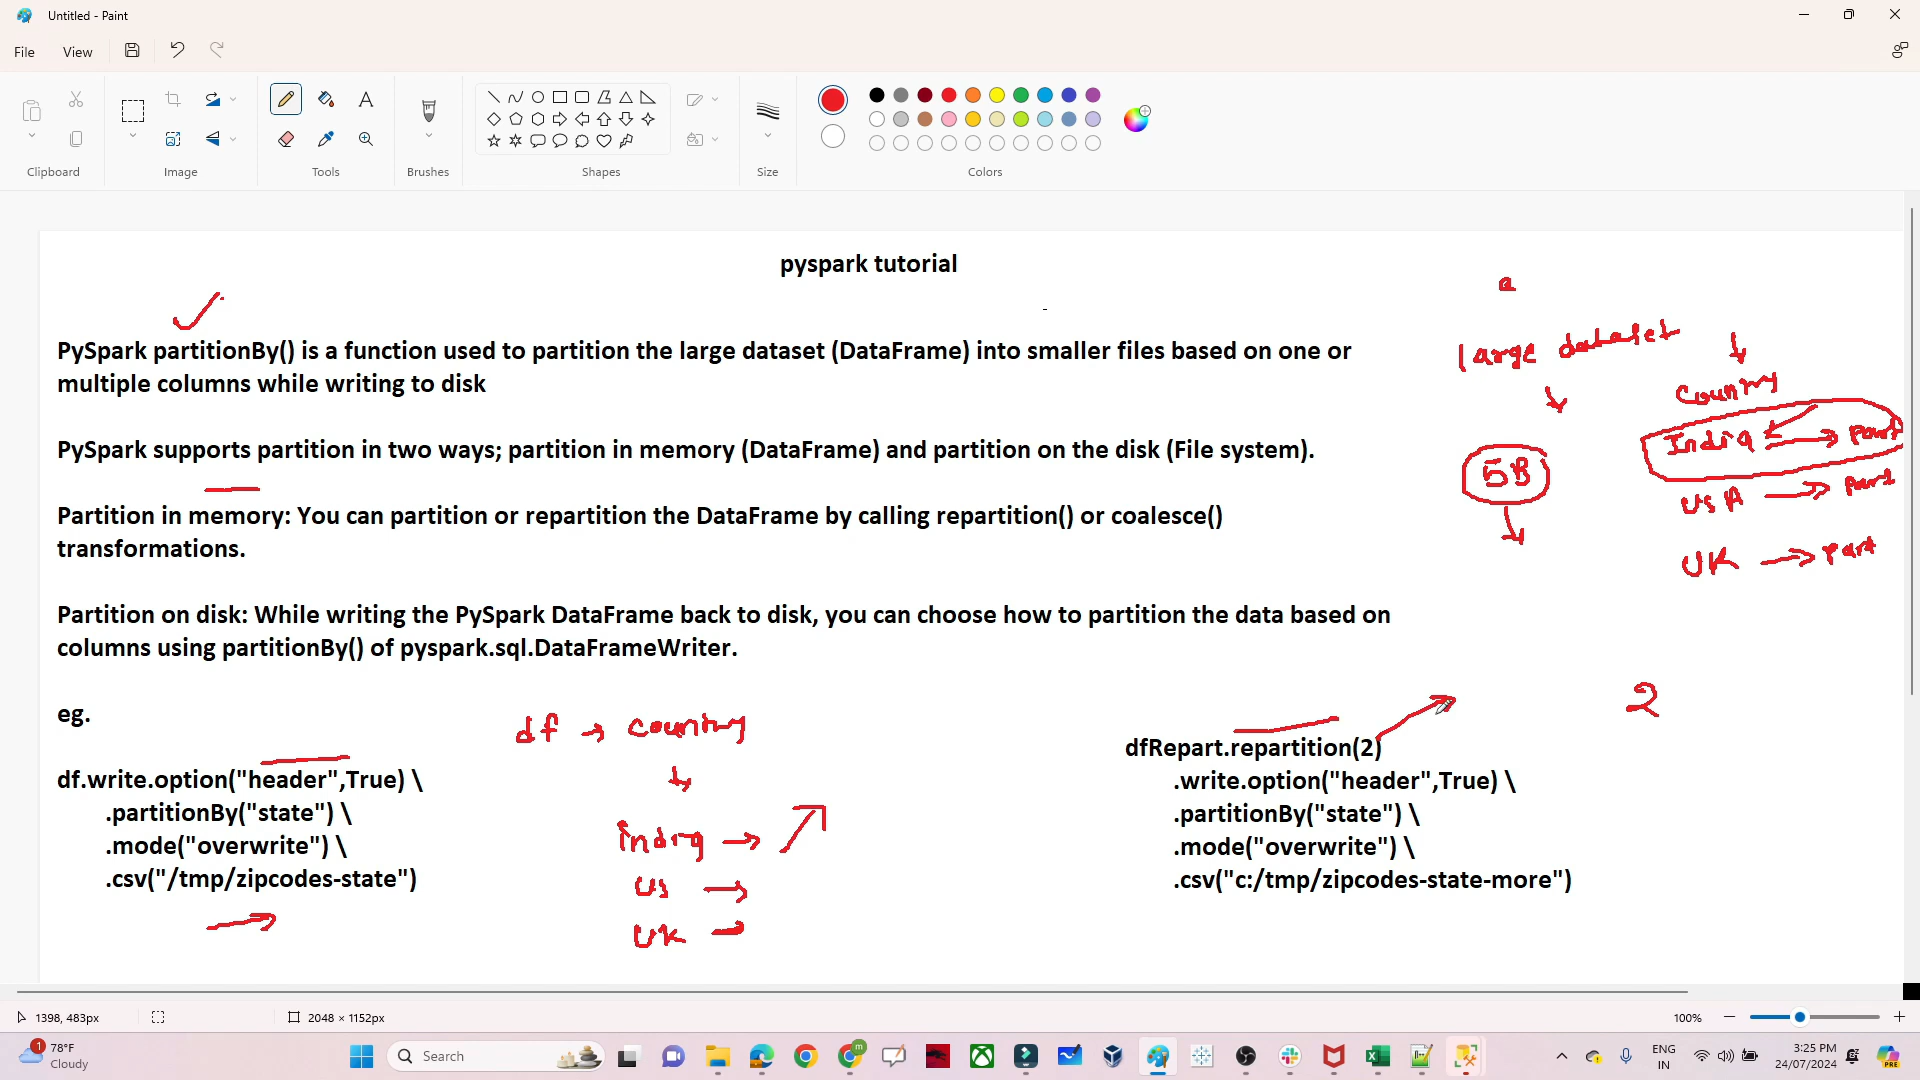 Untitled - Paint
File
View
Clipboard
Image
Tools
Brushes
Shapes
Size
Colors
pyspark tutorial
PySpark partitionBy() is a function used to partition the large dataset (DataFrame) into smaller files based on one or
multiple columns while writing to disk
PySpark supports partition in two ways; partition in memory (DataFrame) and partition on the disk (File system).
Partition in memory: You can partition or repartition the DataFrame by calling repartition() or coalesce()
transformations.
Partition on disk: While writing the PySpark DataFrame back to disk, you can choose how to partition the data based on
columns using partitionBy() of pyspark.sql.DataFrameWriter.
eg.
df.write.option("header",True) \
.partitionBy("state") \
.mode("overwrite") \
.csv("/tmp/zipcodes-state")
df → country
india →
US →
UK →
dfRepart.repartition(2)
.write.option("header",True) \
.partitionBy("state") \
.mode("overwrite") \
.csv("c:/tmp/zipcodes-state-more")
2
a
large dataset
5B
country
India → part
USA → part
UK → part
1398, 483px
2048 × 1152px
100%
1
78°F
Cloudy
Search
m
ENG
IN
3:25 PM
24/07/2024
PRE